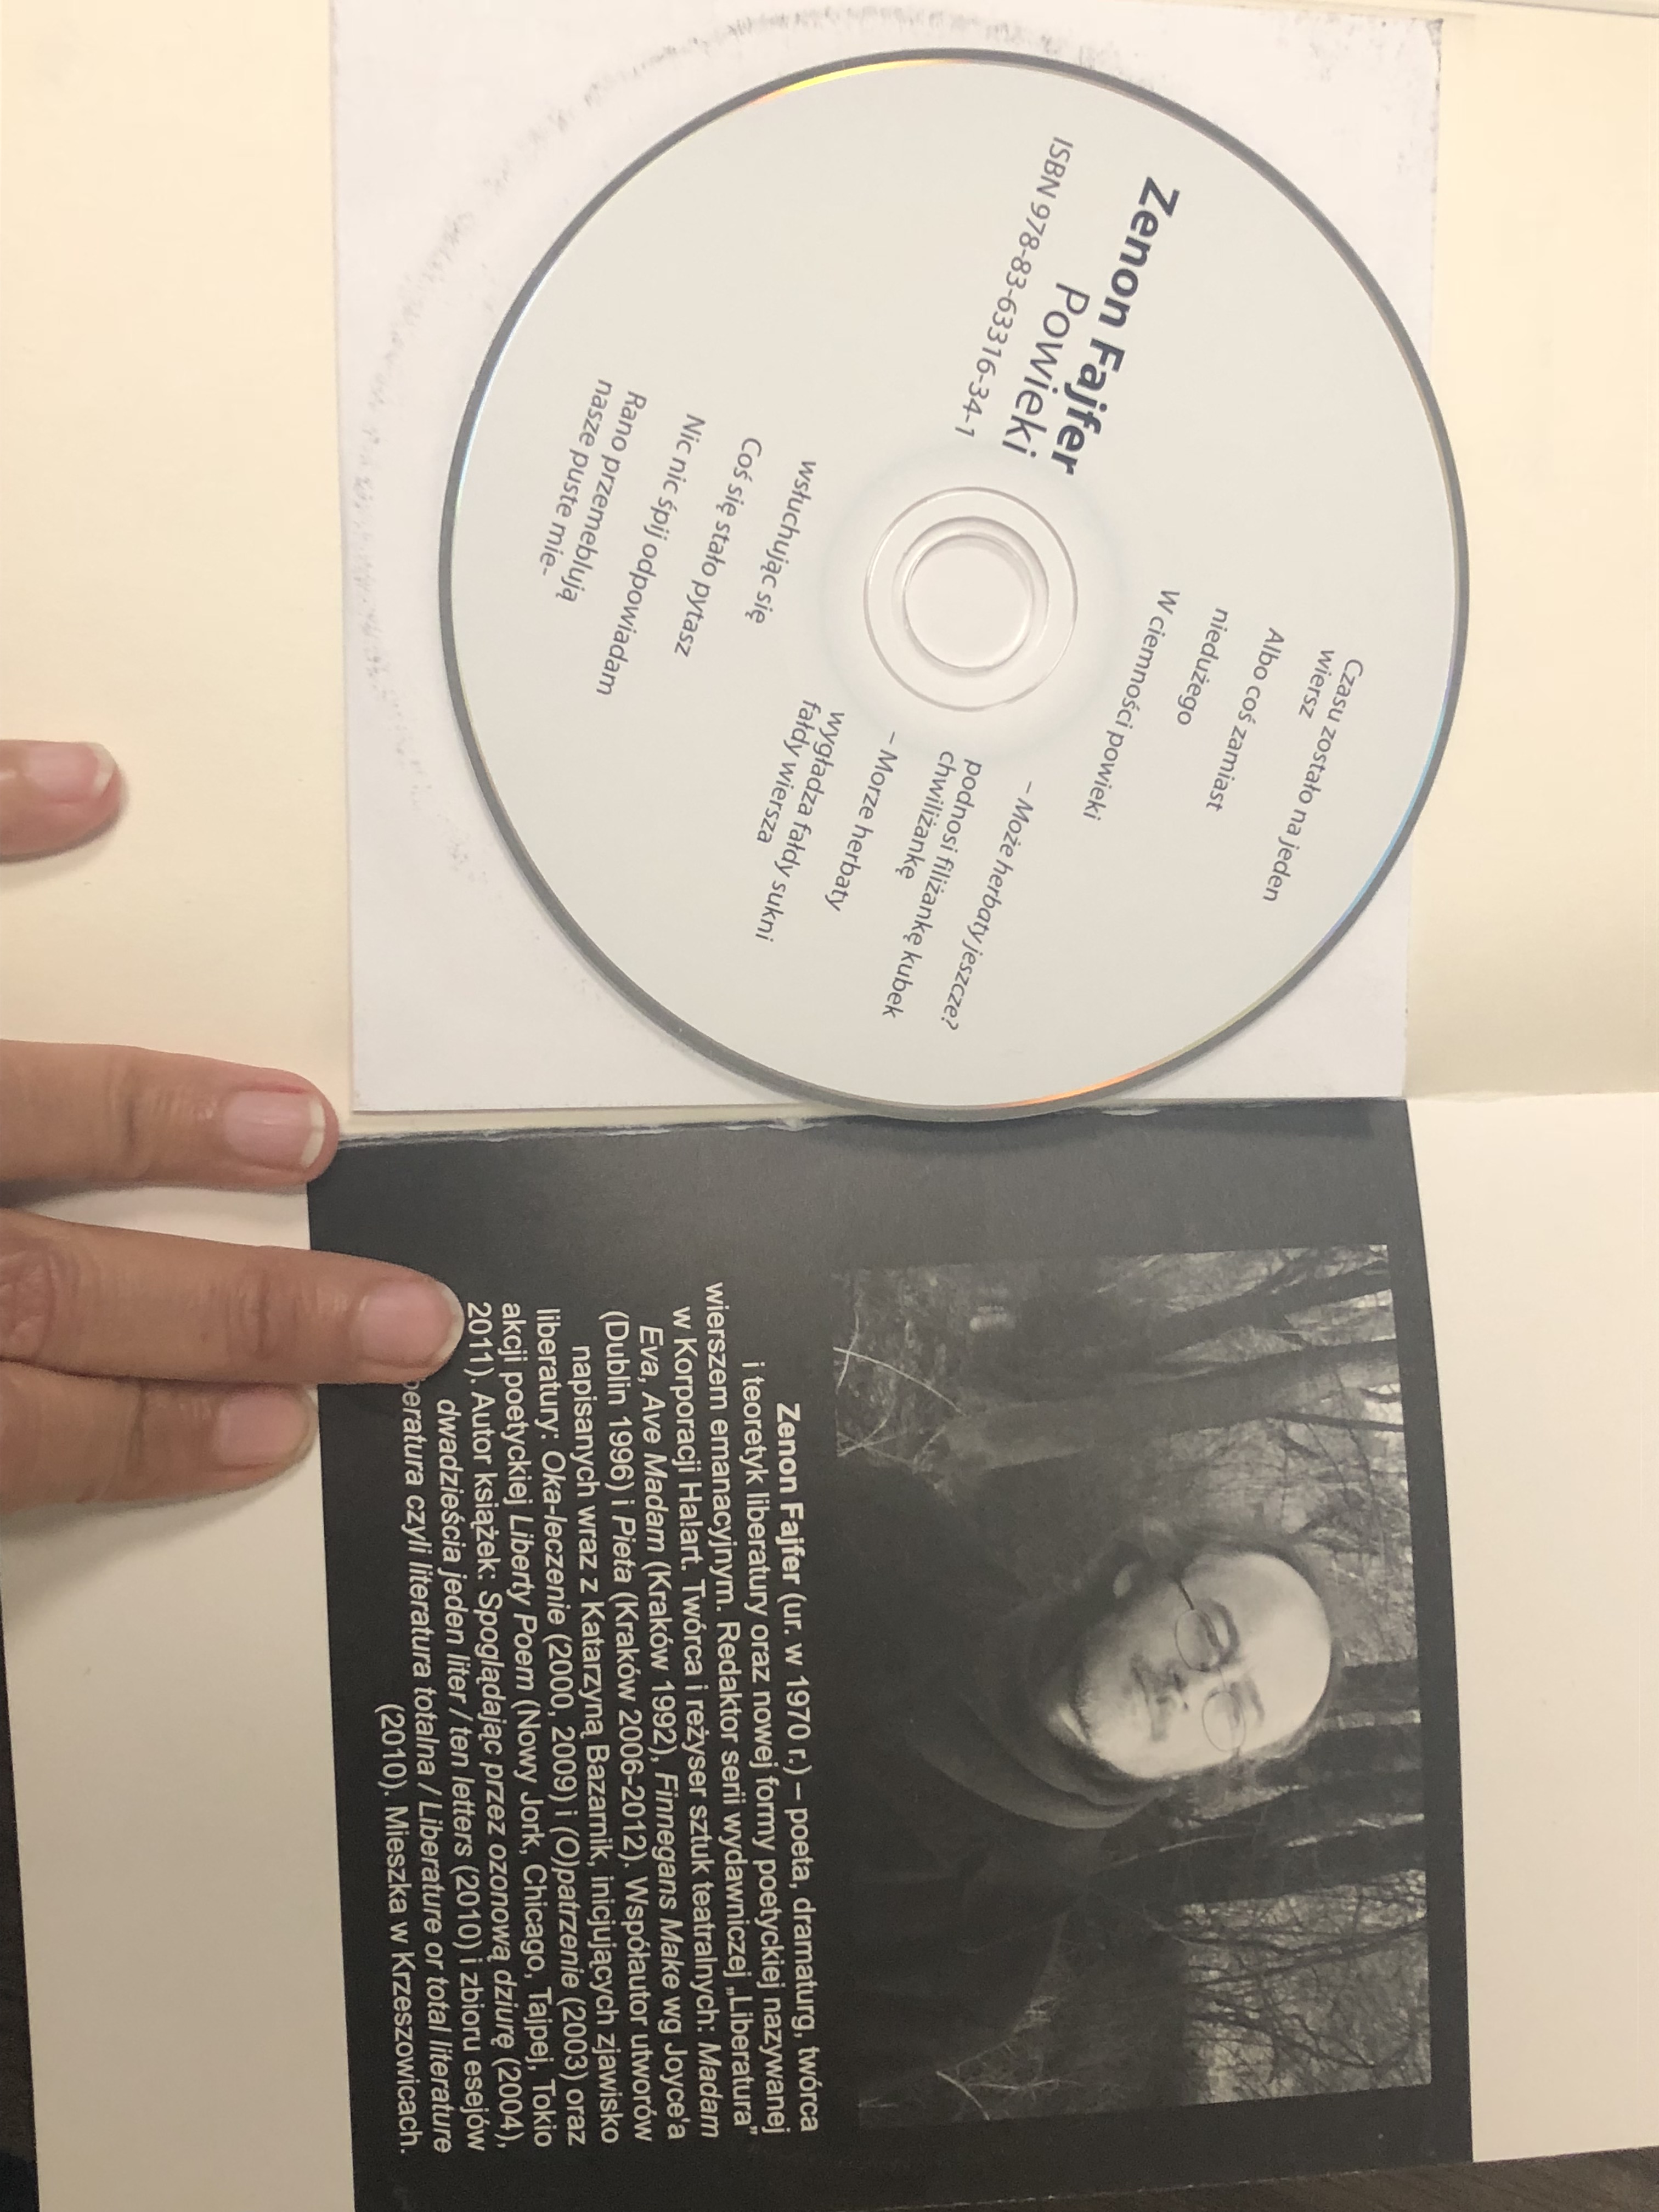 Zenon Fajfer
Powieki
ISBN 978-83-63316-34-1
Czasu zostało na jeden
wiersz
Albo coś zamiast
niedużego
W ciemności powieki
– Może herbaty jeszcze?
podnosi filiżankę kubek
chwiliżankę
– Morze herbaty
wygładza fałdy sukni
fałdy wiersza
wsłuchując się
Coś się stało pytasz
Nic nic śpij odpowiadam
Rano przemeblują
nasze puste mie-
Zenon Fajfer (ur. w 1970 r.) – poeta, dramaturg, twórca
i teoretyk liberatury oraz nowej formy poetyckiej nazywanej
wierszem emanacyjnym. Redaktor serii wydawniczej „Liberatura”
w Korporacji Ha!art. Twórca i reżyser sztuk teatralnych: Madam
Eva, Ave Madam (Kraków 1992), Finnegans Make wg Joyce'a
(Dublin 1996) i Pieta (Kraków 2006-2012). Współautor utworów
napisanych wraz z Katarzyną Bazarnik, inicjujących zjawisko
liberatury: Oka-leczenie (2000, 2009) i (O)patrzenie (2003) oraz
akcji poetyckiej Liberty Poem (Nowy Jork, Chicago, Tajpej, Tokio
2011). Autor książek: Spoglądając przez ozonową dziurę (2004),
dwadzieścia jeden liter / ten letters (2010) i zbioru esejów
beratura czyli literatura totalna / Liberature or total literature
(2010). Mieszka w Krzeszowicach.